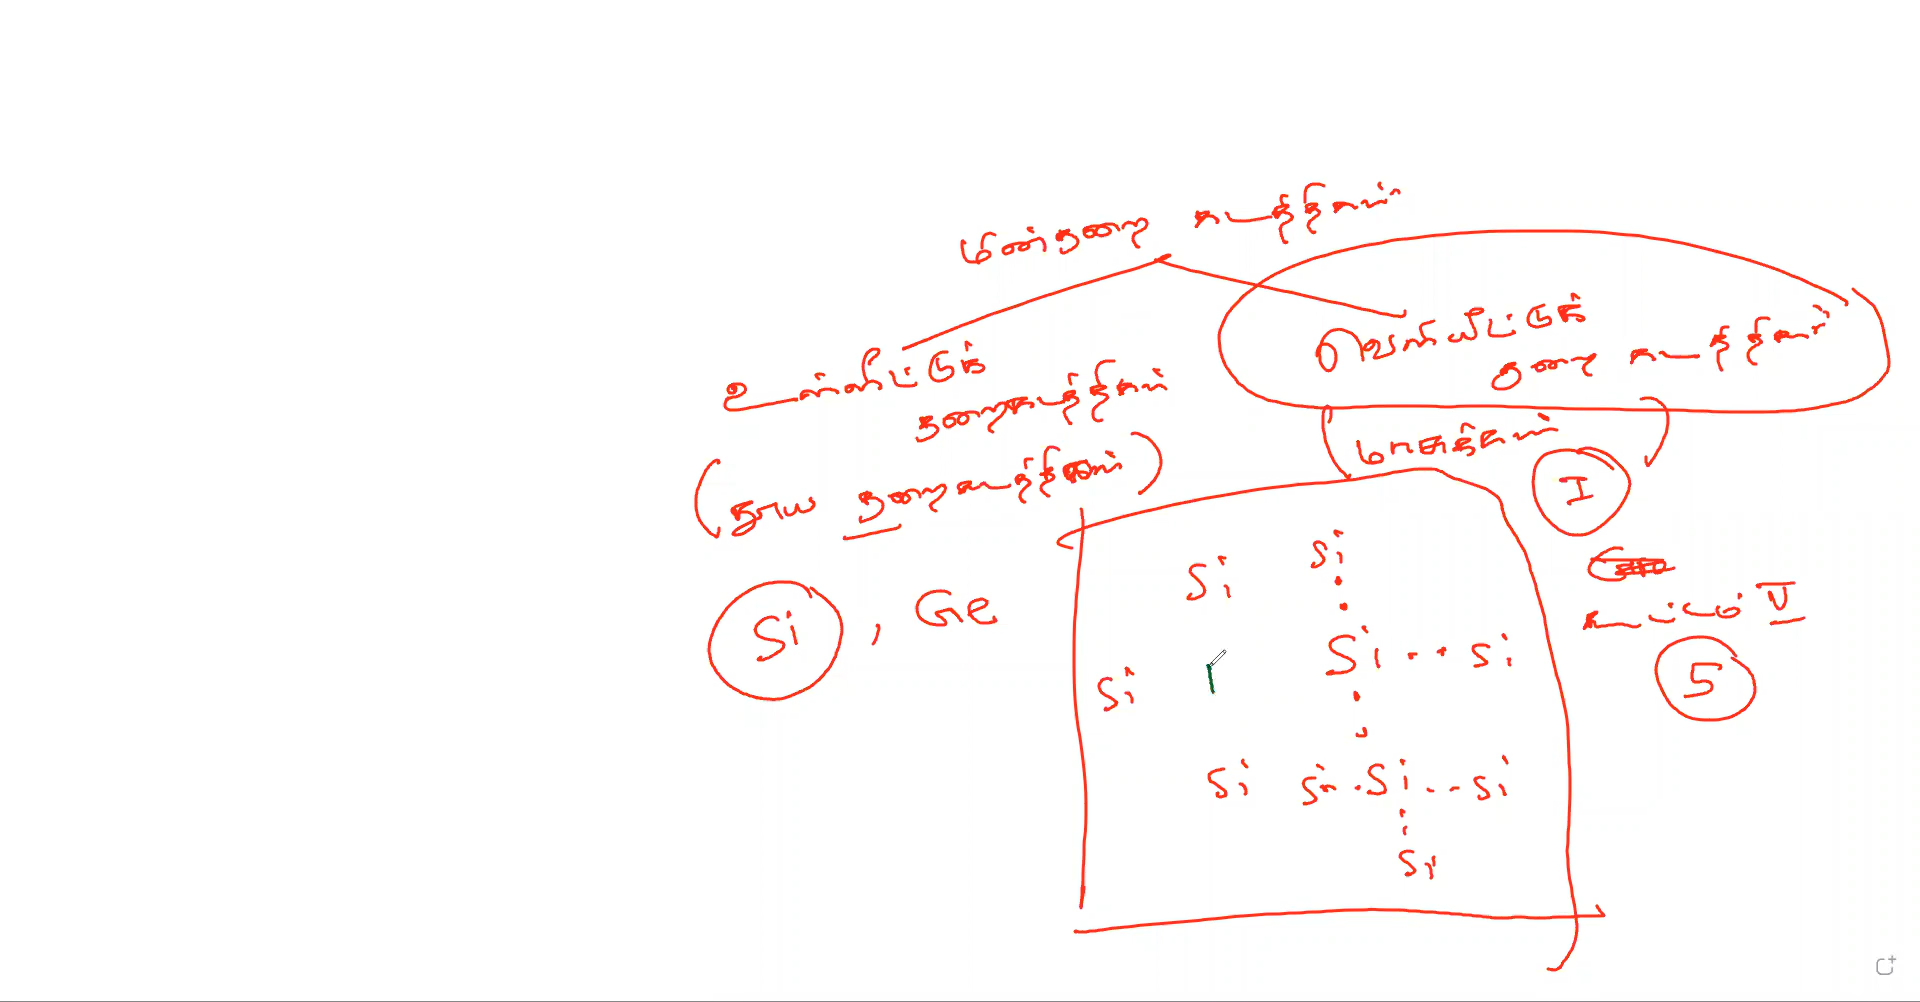 மின்குறை கடத்திகள்
உள்ளீட்டுக்
குறைகடத்திகள்
(தூய குறைகடத்திகள்)
வெளியீட்டுக்
குறை கடத்திகள்
மாசுக்கள்
I
கூட்டம் V
5
Si , Ge
Si Si
Si Si Si
Si Si Si Si
Si